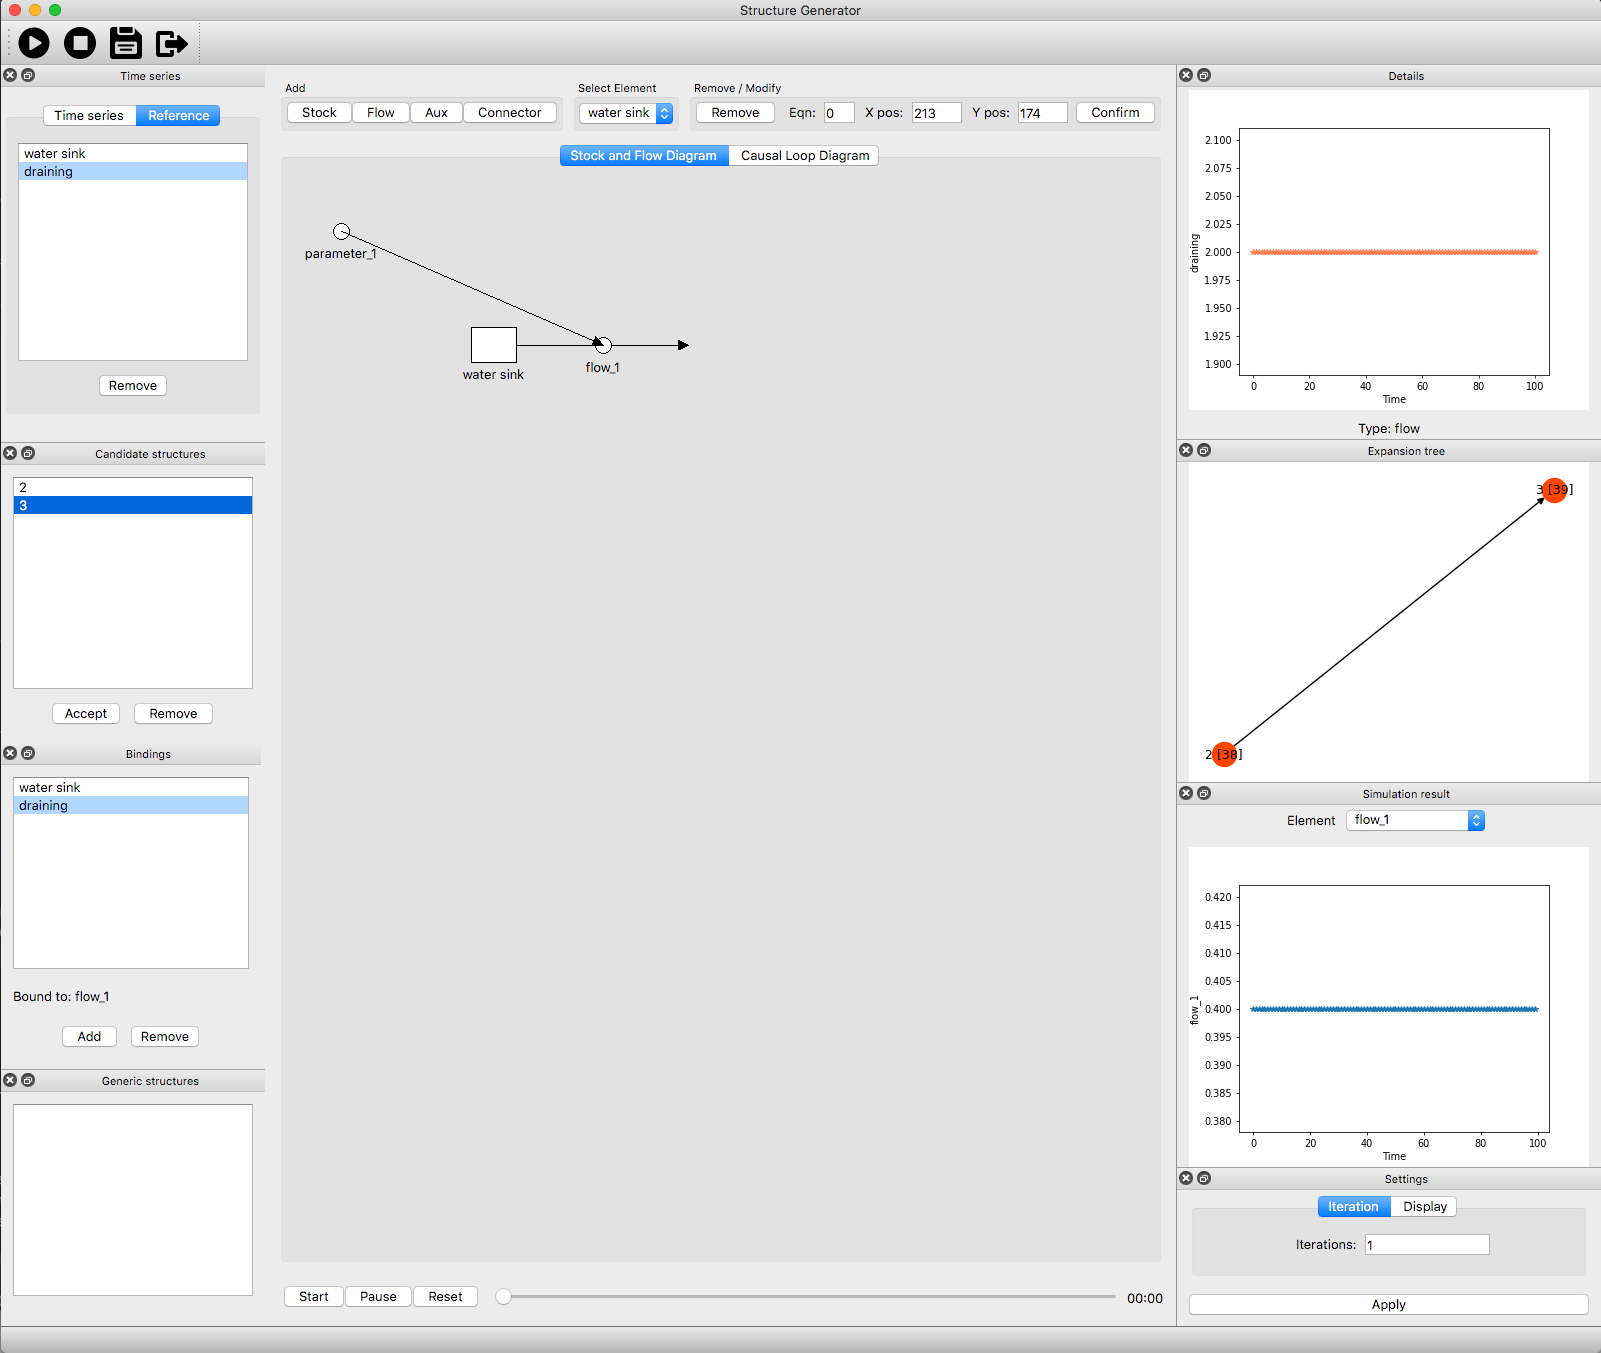 Structure Generator
Time series
Time series Reference
water sink
draining
Remove
Candidate structures
2
3
Accept Remove
Bindings
water sink
draining
Bound to: flow_1
Add Remove
Generic structures
Add Select Element Remove / Modify
Stock Flow Aux Connector water sink Remove Eqn: 0 X pos: 213 Y pos: 174 Confirm
Stock and Flow Diagram Causal Loop Diagram
parameter_1
water sink
flow_1
Start Pause Reset 00:00
Details
2.100
2.075
2.050
2.025
2.000
1.975
1.950
1.925
1.900
draining
0 20 40 60 80 100
Time
Type: flow
Expansion tree
3 [39]
2 [38]
Simulation result
Element flow_1
0.420
0.415
0.410
0.405
0.400
0.395
0.390
0.385
0.380
flow_1
0 20 40 60 80 100
Time
Settings
Iteration Display
Iterations: 1
Apply